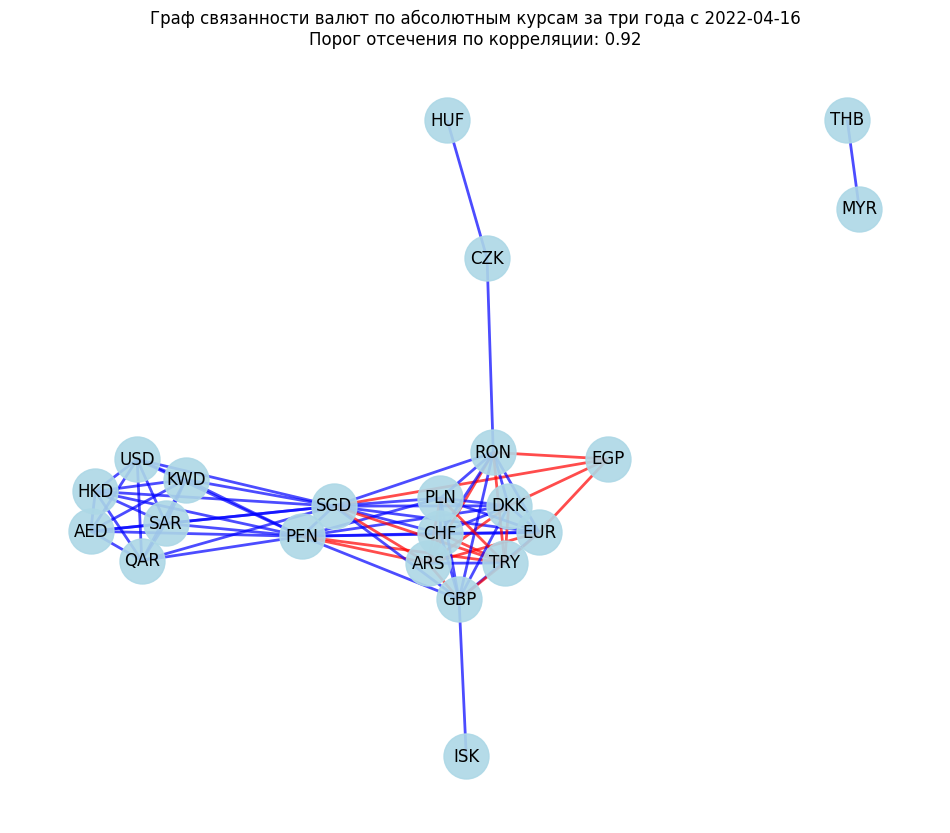 Граф связанности валют по абсолютным курсам за три года с 2022-04-16
Порог отсечения по корреляции: 0.92
HUF
THB
MYR
CZK
RON
EGP
USD
KWD
HKD
SGD
PLN
DKK
SAR
AED
PEN
CHF
EUR
QAR
ARS
TRY
GBP
ISK